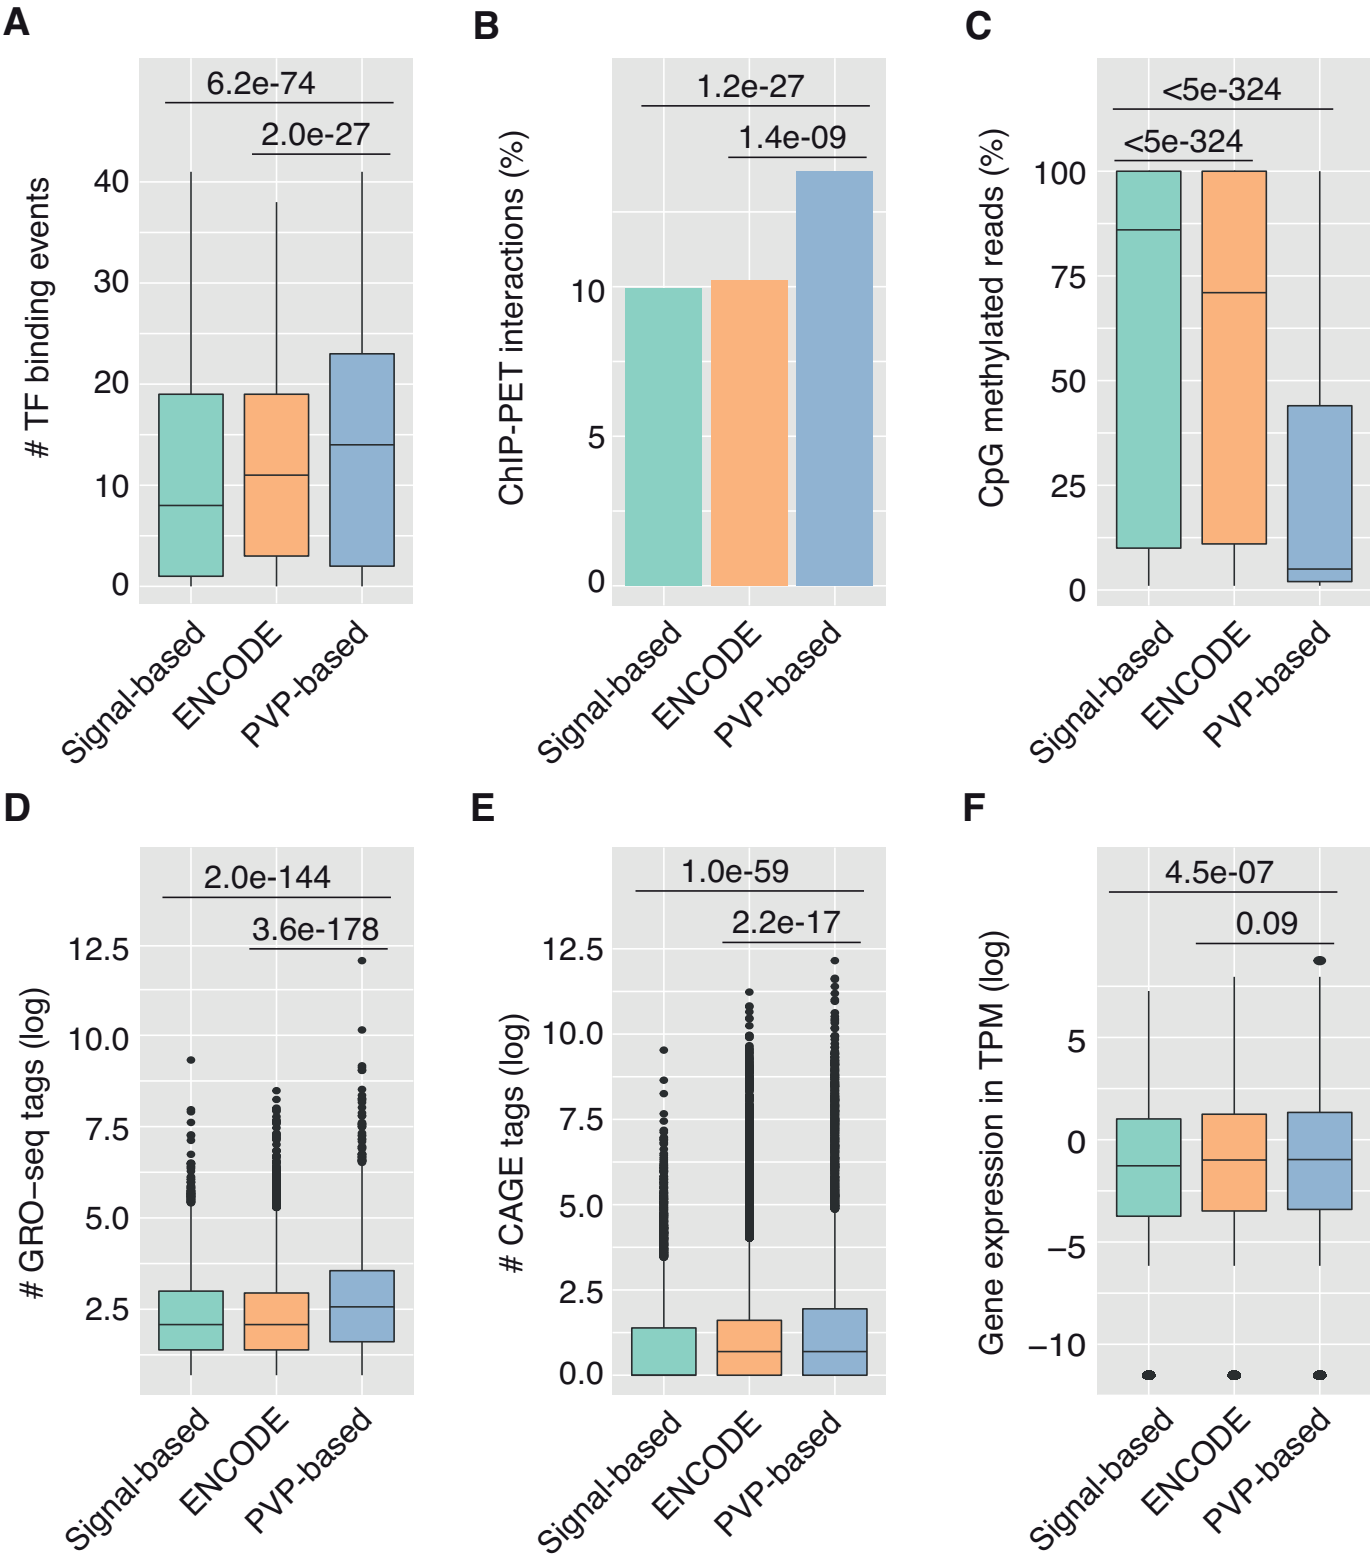 A
6.2e-74
2.0e-27
# TF binding events
40
30
20
10
0
Signal-based
ENCODE
PVP-based
B
1.2e-27
1.4e-09
ChIP-PET interactions (%)
10
5
0
Signal-based
ENCODE
PVP-based
C
<5e-324
<5e-324
CpG methylated reads (%)
100
75
50
25
0
Signal-based
ENCODE
PVP-based
D
2.0e-144
3.6e-178
# GRO−seq tags (log)
12.5
10.0
7.5
5.0
2.5
Signal-based
ENCODE
PVP-based
E
1.0e-59
2.2e-17
# CAGE tags (log)
12.5
10.0
7.5
5.0
2.5
0.0
Signal-based
ENCODE
PVP-based
F
4.5e-07
0.09
Gene expression in TPM (log)
5
0
−5
−10
Signal-based
ENCODE
PVP-based